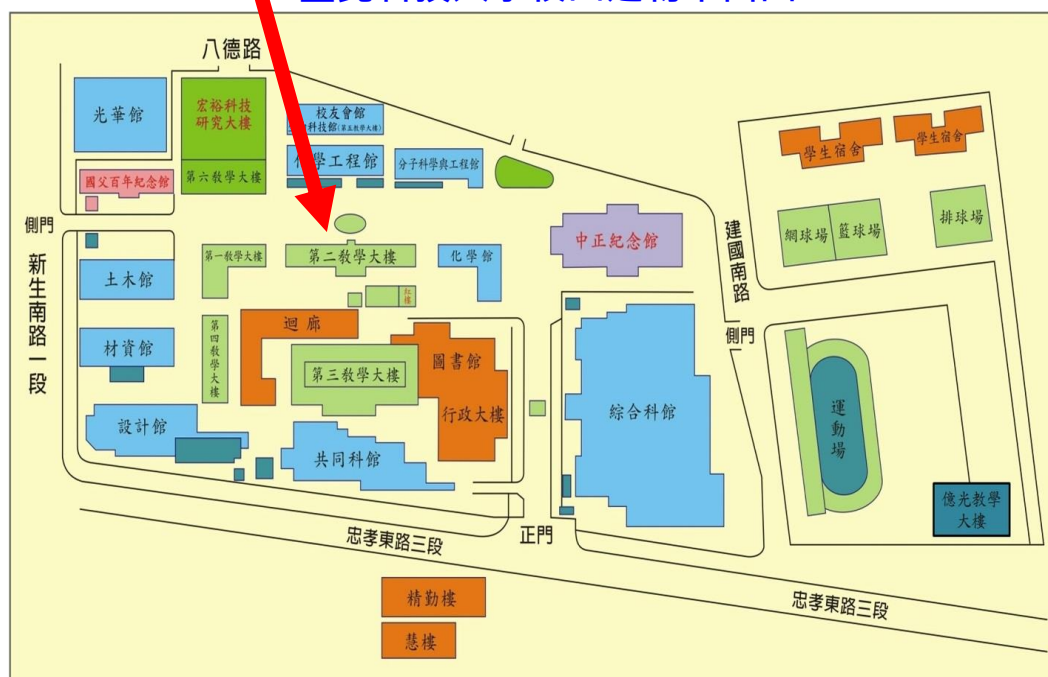 八德路
光華館
宏裕科技
研究大樓
校友會館
科技館(第五教學大樓)
學工程館
分子科學與工程館
國父百年紀念館
第六教學大樓
側門
新生南路一段
土木館
第一教學大樓
第二教學大樓
化學館
中正紀念館
建國南路
側門
學生宿舍
學生宿舍
網球場
籃球場
排球場
紅樓
材資館
第四教學大樓
迴廊
第三教學大樓
圖書館
行政大樓
綜合科館
運動場
設計館
共同科館
億光教學
大樓
忠孝東路三段
正門
忠孝東路三段
精勤樓
慧樓